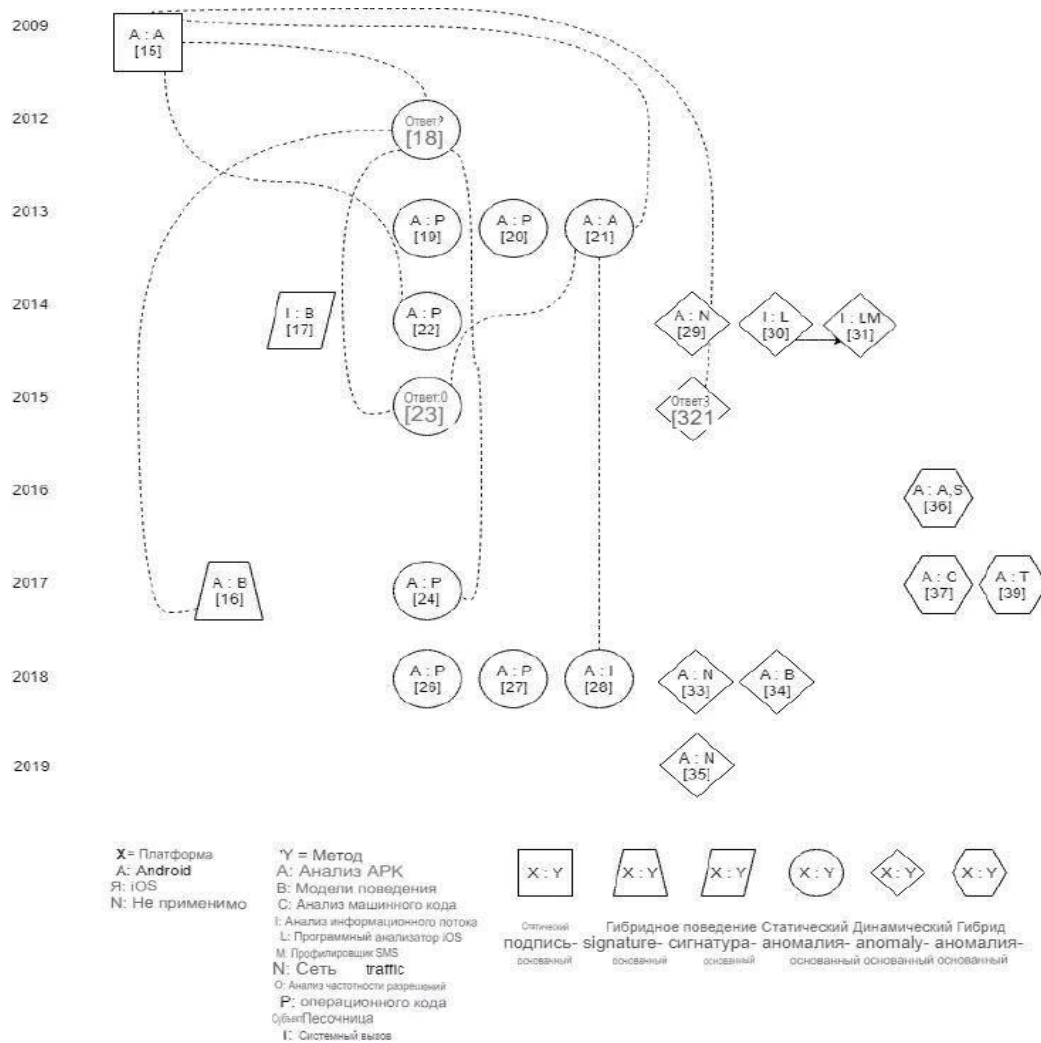 2009
A : A
[15]
2012
Ответ:
[18]
2013
A : P
[19]
A : P
[20]
A : A
[21]
2014
I : B
[17]
A : P
[22]
A : N
[29]
I : L
[30]
I : LM
[31]
2015
Ответ:0
[23]
Ответ:3
[321
2016
A : A,S
[36]
2017
A : B
[16]
A : P
[24]
A : C
[37]
A : T
[39]
2018
A : P
[26]
A : P
[27]
A : I
[28]
A : N
[33]
A : B
[34]
2019
A : N
[35]
X= Платформа
A: Android
Я: iOS
N: Не применимо
'Y = Метод
A: Анализ АРК
B: Модели поведения
C: Анализ машинного кода
I: Анализ информационного потока
L: Программный анализатор iOS
M: Профилировщик SMS
N: Сеть traffic
O: Анализ частотности разрешений
P: операционного кода
Субъект Песочница
I: Системный вызов
X : Y
X : Y
X : Y
X : Y
X : Y
X : Y
Статический Гибридное поведение Статический Динамический Гибрид
подпись- signature- сигнатура- аномалия- anomaly- аномалия-
основанный основанный основанный основанный основанный основанный